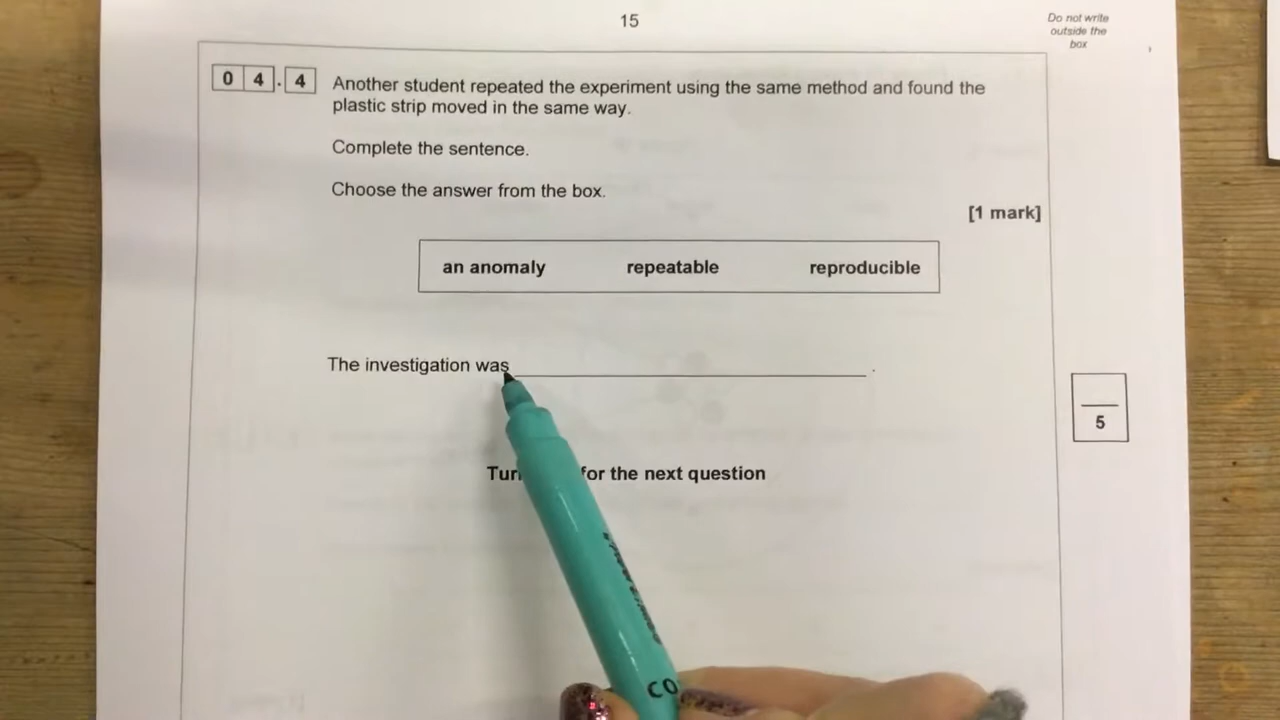 15
Do not write
outside the
box
0 4 . 4
Another student repeated the experiment using the same method and found the
plastic strip moved in the same way.
Complete the sentence.
Choose the answer from the box.
[1 mark]
an anomaly repeatable reproducible
The investigation was .
5
for the next question
CO